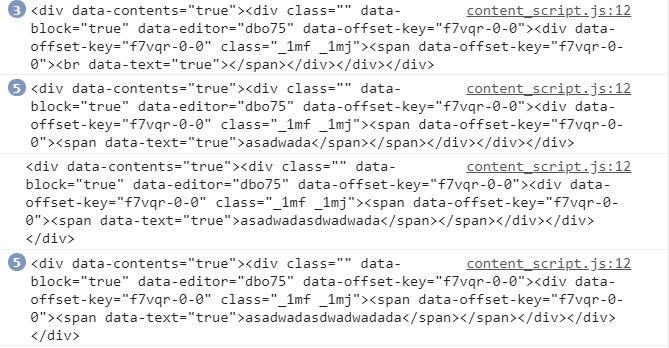 3 <div data-contents="true"><div class="" data- content_script.js:12
block="true" data-editor="dbo75" data-offset-key="f7vqr-0-0"><div data-
offset-key="f7vqr-0-0" class="_1mf _1mj"><span data-offset-key="f7vqr-0-
0"><br data-text="true"></span></div></div></div>
5 <div data-contents="true"><div class="" data- content_script.js:12
block="true" data-editor="dbo75" data-offset-key="f7vqr-0-0"><div data-
offset-key="f7vqr-0-0" class="_1mf _1mj"><span data-offset-key="f7vqr-0-
0"><span data-text="true">asadwada</span></span></div></div></div>
<div data-contents="true"><div class="" data- content_script.js:12
block="true" data-editor="dbo75" data-offset-key="f7vqr-0-0"><div data-
offset-key="f7vqr-0-0" class="_1mf _1mj"><span data-offset-key="f7vqr-0-
0"><span data-text="true">asadwadasdwadwada</span></span></div></div>
</div>
5 <div data-contents="true"><div class="" data- content_script.js:12
block="true" data-editor="dbo75" data-offset-key="f7vqr-0-0"><div data-
offset-key="f7vqr-0-0" class="_1mf _1mj"><span data-offset-key="f7vqr-0-
0"><span data-text="true">asadwadasdwadwadada</span></span></div></div>
</div>